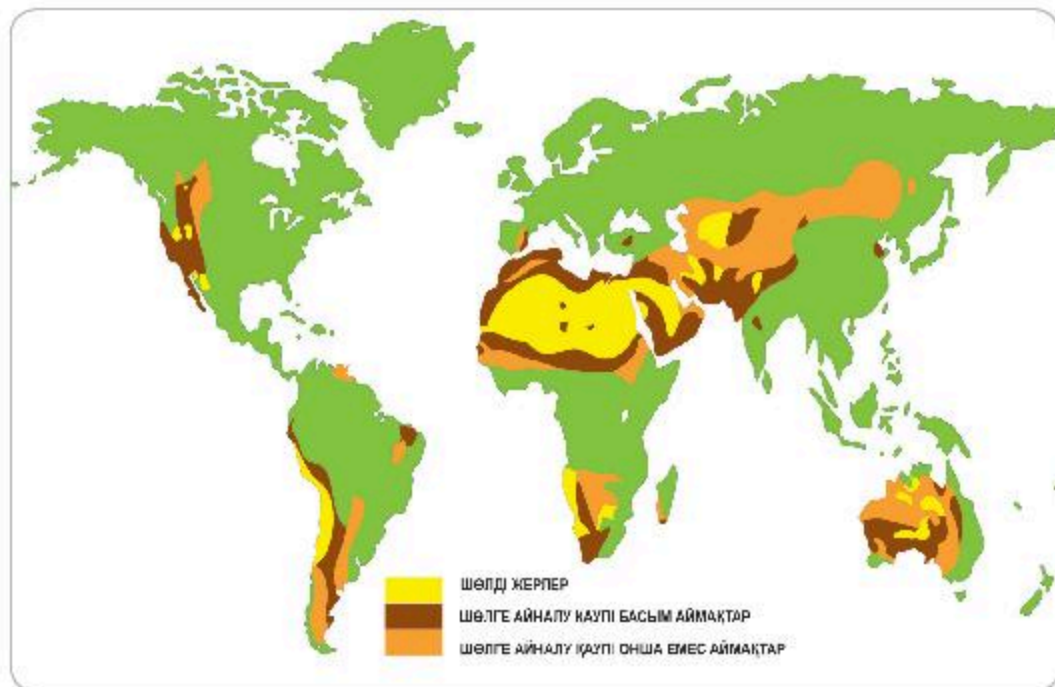 ШӨЛДІ ЖЕРЛЕР
ШӨЛГЕ АЙНАЛУ ҚАУПІ БАСЫМ АЙМАҚТАР
ШӨЛГЕ АЙНАЛУ ҚАУПІ ОНША ЕМЕС АЙМАҚТАР